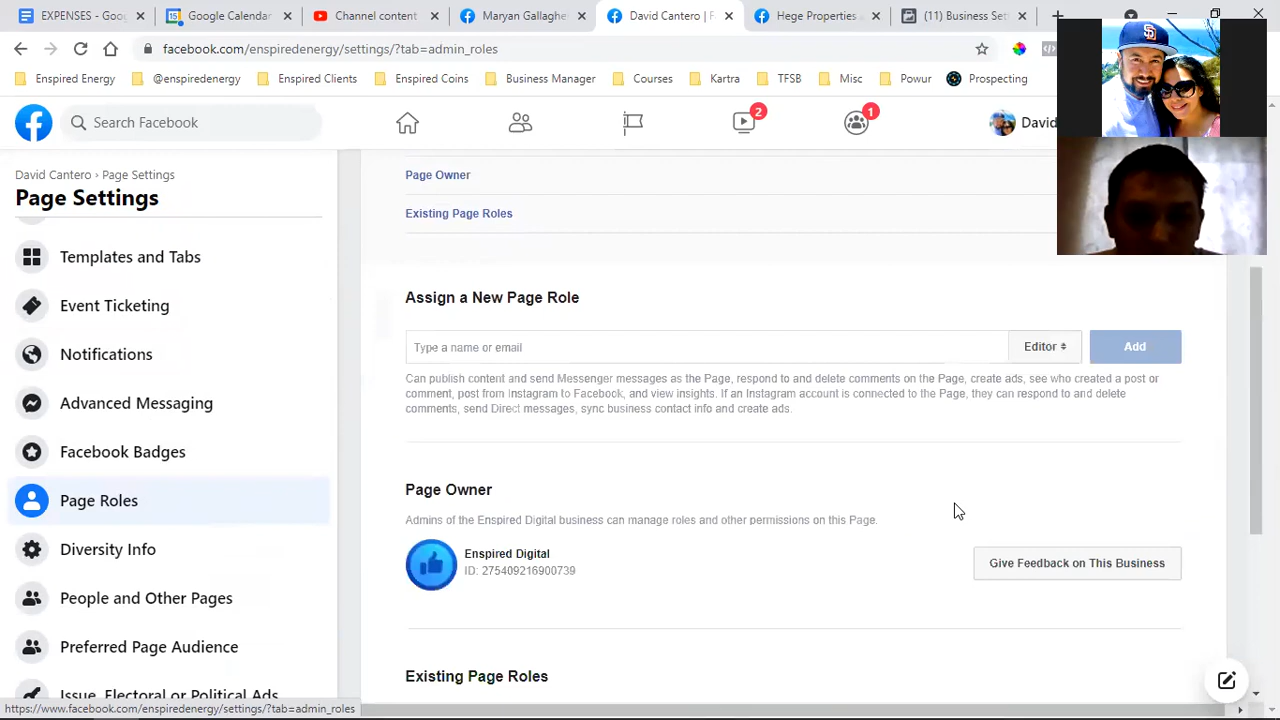 EXPENSEs - Goog
Google Calendar
Client content
Maryan Gallaghe
David Cantero | F
Hege Properties a
(11) Business Set
facebook.com/enspiredenergy/settings/?tab=admin_roles
Enspired Energy
@enspiredenergy
Enspired Clients
Enspired Coins
Business Manager
Courses
Kartra
TFSB
Misc
Powur
Prospecting
Search Facebook
2
1
David
David Cantero › Page Settings
Page Settings
Templates and Tabs
Event Ticketing
Notifications
Advanced Messaging
Facebook Badges
Page Roles
Diversity Info
People and Other Pages
Preferred Page Audience
Issue, Electoral or Political Ads
https://www.facebook.com/enspiredenergy/settings/?tab=admin_roles
Page Owner
Existing Page Roles
Assign a New Page Role
Type a name or email
Editor
Add
Can publish content and send Messenger messages as the Page, respond to and delete comments on the Page, create ads, see who created a post or
comment, post from Instagram to Facebook, and view insights. If an Instagram account is connected to the Page, they can respond to and delete
comments, send Direct messages, sync business contact info and create ads.
Page Owner
Admins of the Enspired Digital business can manage roles and other permissions on this Page.
Enspired Digital
ID: 275409216900739
Give Feedback on This Business
Existing Page Roles